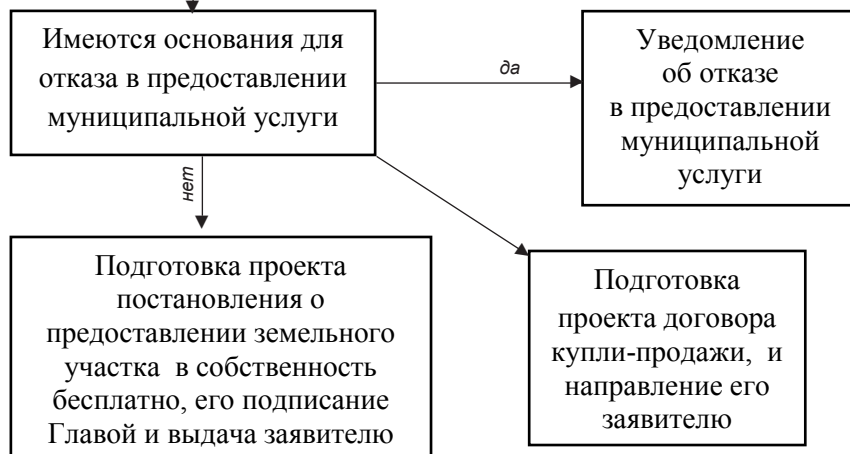 Имеются основания для
отказа в предоставлении
муниципальной услуги
да
Уведомление
об отказе
в предоставлении
муниципальной
услуги
нет
Подготовка проекта
постановления о
предоставлении земельного
участка в собственность
бесплатно, его подписание
Главой и выдача заявителю
Подготовка
проекта договора
купли-продажи, и
направление его
заявителю